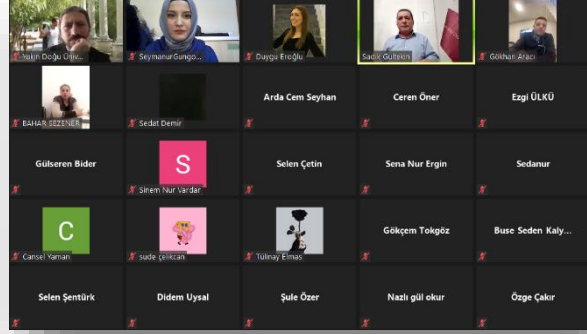 Yakın Doğu Üniv...
SeymanurGungo...
Duygu Eroğlu
Sadık Gültekin
Gökhan Aracı
BAHAR SEZENER
Sedat Demir
Arda Cem Seyhan
Ceren Öner
Ezgi ÜLKÜ
Gülseren Bider
S
Sinem Nur Vardar
Selen Çetin
Sena Nur Ergin
Sedanur
C
Cansel Yaman
sude çelikcan
Tülinay Elmas
Gökçem Tokgöz
Buse Seden Kaly...
Selen Şentürk
Didem Uysal
Şule Özer
Nazlı gül okur
Özge Çakır